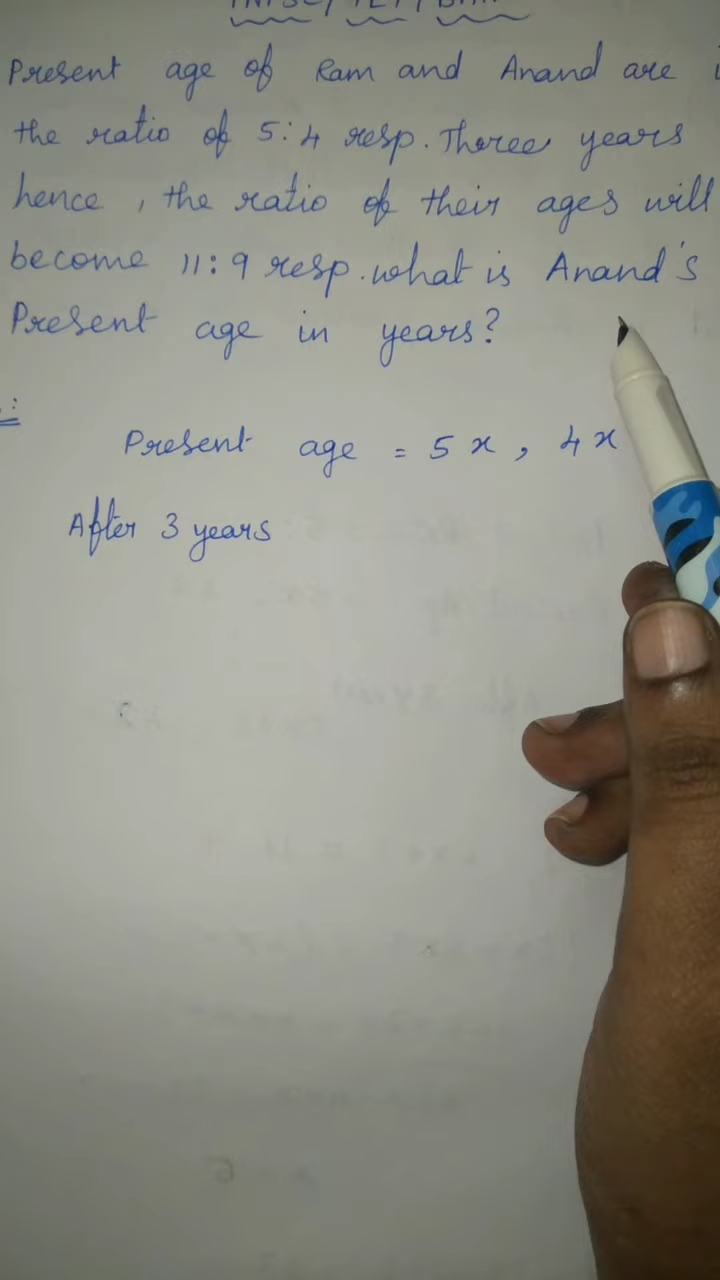 Present age of Ram and Anand are
the ratio of 5:4 resp. Three years
hence, the ratio of their ages will
become 11:9 resp. what is Anand's
Present age in years?
Present age = 5x, 4x
After 3 years